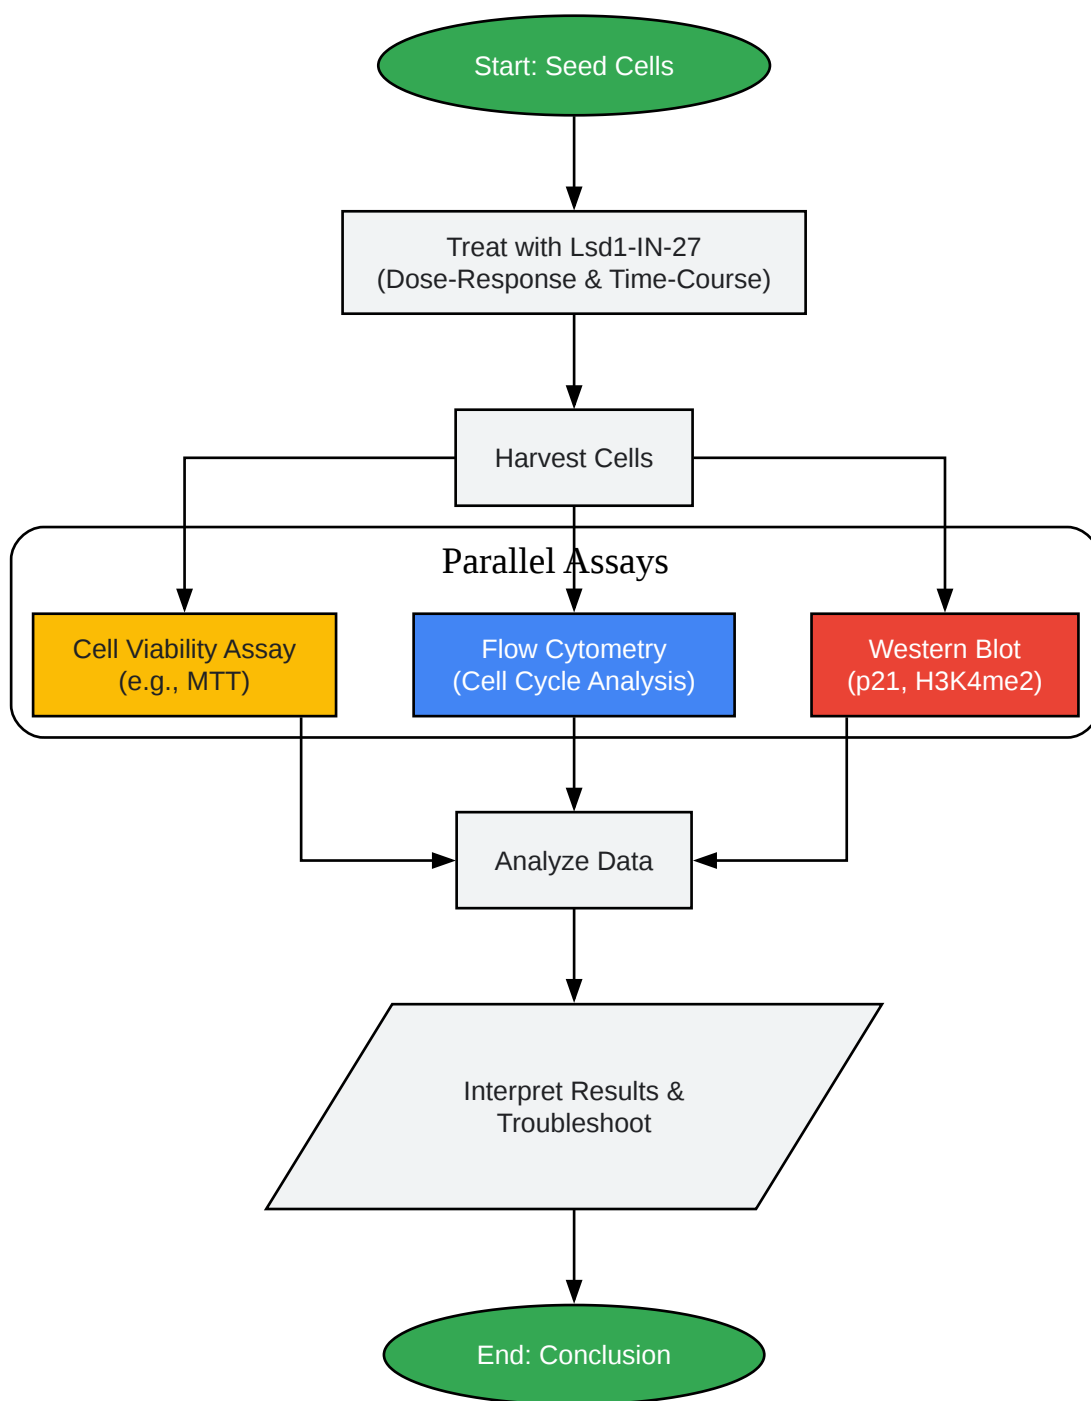 Start: Seed Cells
Treat with Lsd1-IN-27
(Dose-Response & Time-Course)
Harvest Cells
Parallel Assays
Cell Viability Assay
(e.g., MTT)
Flow Cytometry
(Cell Cycle Analysis)
Western Blot
(p21, H3K4me2)
Analyze Data
Interpret Results &
Troubleshoot
End: Conclusion